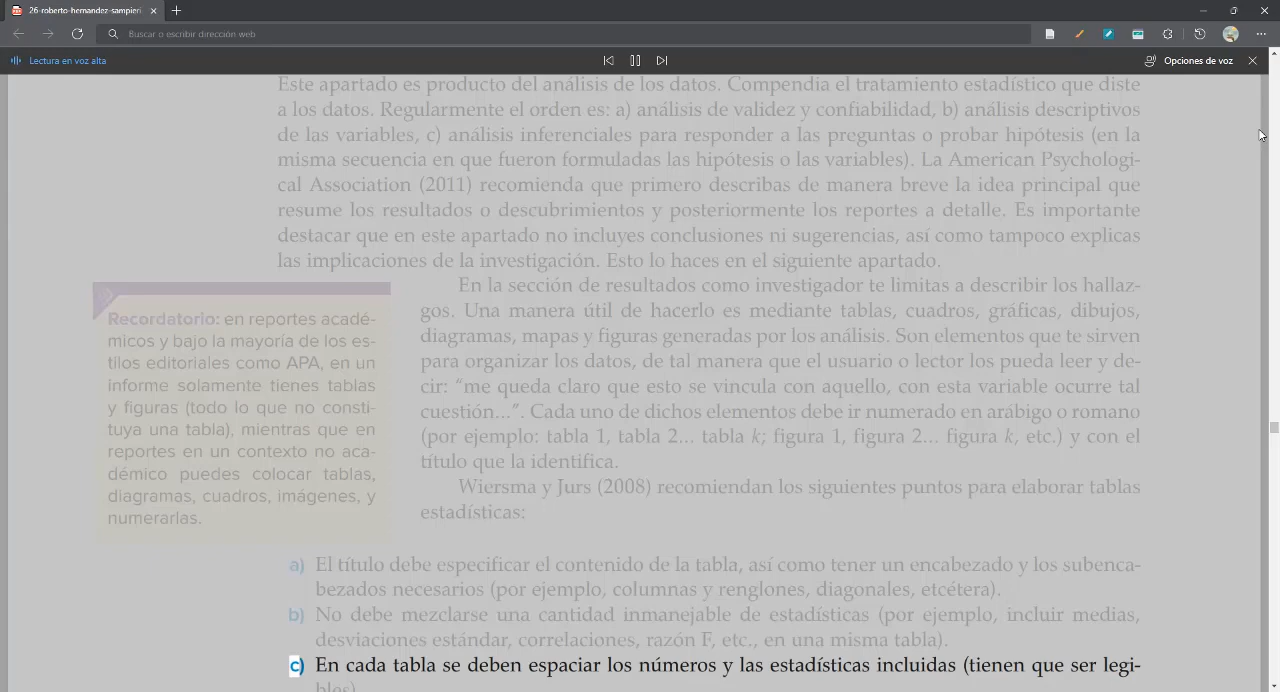 26-roberto-hernandez-sampieri
Buscar o escribir dirección web
Lectura en voz alta
Opciones de voz
Este apartado es producto del análisis de los datos. Compendia el tratamiento estadístico que diste
a los datos. Regularmente el orden es: a) análisis de validez y confiabilidad, b) análisis descriptivos
de las variables, c) análisis inferenciales para responder a las preguntas o probar hipótesis (en la
misma secuencia en que fueron formuladas las hipótesis o las variables). La American Psychologi-
cal Association (2011) recomienda que primero describas de manera breve la idea principal que
resume los resultados o descubrimientos y posteriormente los reportes a detalle. Es importante
destacar que en este apartado no incluyes conclusiones ni sugerencias, así como tampoco explicas
las implicaciones de la investigación. Esto lo haces en el siguiente apartado.
Recordatorio: en reportes acadé-
micos y bajo la mayoría de los es-
tilos editoriales como APA, en un
informe solamente tienes tablas
y figuras (todo lo que no consti-
tuya una tabla), mientras que en
reportes en un contexto no aca-
démico puedes colocar tablas,
diagramas, cuadros, imágenes, y
numerarlas.
En la sección de resultados como investigador te limitas a describir los hallaz-
gos. Una manera útil de hacerlo es mediante tablas, cuadros, gráficas, dibujos,
diagramas, mapas y figuras generadas por los análisis. Son elementos que te sirven
para organizar los datos, de tal manera que el usuario o lector los pueda leer y de-
cir: “me queda claro que esto se vincula con aquello, con esta variable ocurre tal
cuestión...”. Cada uno de dichos elementos debe ir numerado en arábigo o romano
(por ejemplo: tabla 1, tabla 2... tabla k; figura 1, figura 2... figura k, etc.) y con el
título que la identifica.
Wiersma y Jurs (2008) recomiendan los siguientes puntos para elaborar tablas
estadísticas:
a) El título debe especificar el contenido de la tabla, así como tener un encabezado y los subenca-
bezados necesarios (por ejemplo, columnas y renglones, diagonales, etcétera).
b) No debe mezclarse una cantidad inmanejable de estadísticas (por ejemplo, incluir medias,
desviaciones estándar, correlaciones, razón F, etc., en una misma tabla).
c) En cada tabla se deben espaciar los números y las estadísticas incluidas (tienen que ser legi-
bles).